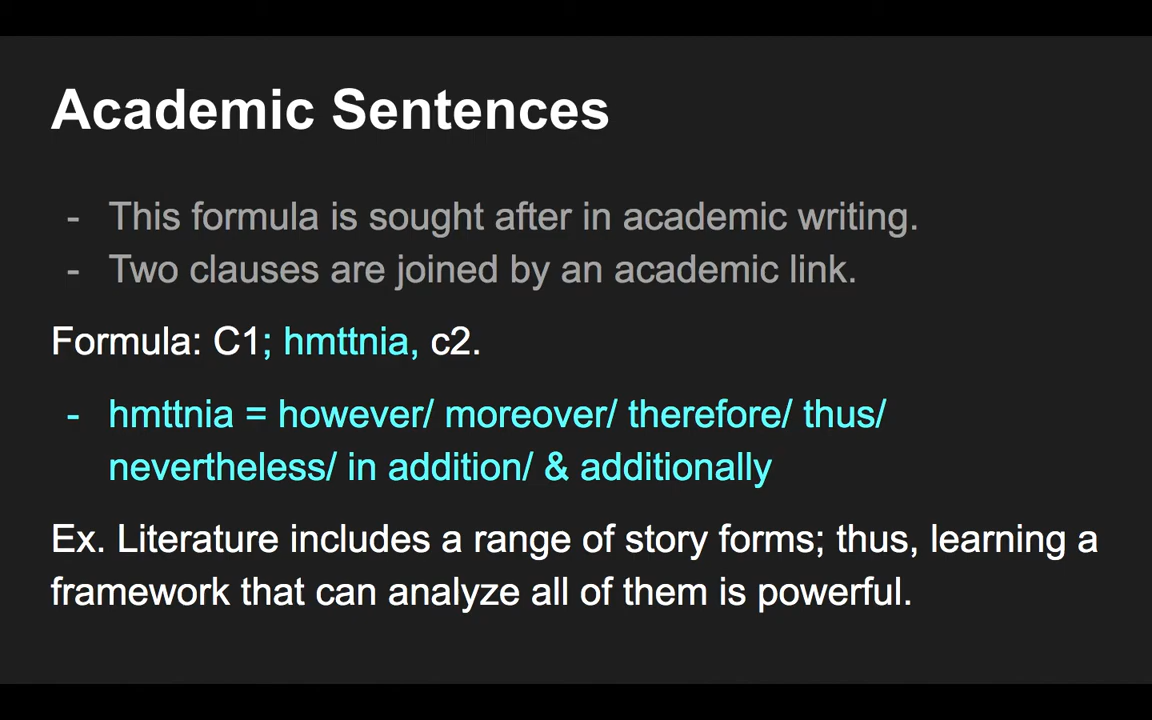 Academic Sentences
- This formula is sought after in academic writing.
- Two clauses are joined by an academic link.
Formula: C1; hmttnia, c2.
- hmttnia = however/ moreover/ therefore/ thus/
nevertheless/ in addition/ & additionally
Ex. Literature includes a range of story forms; thus, learning a
framework that can analyze all of them is powerful.